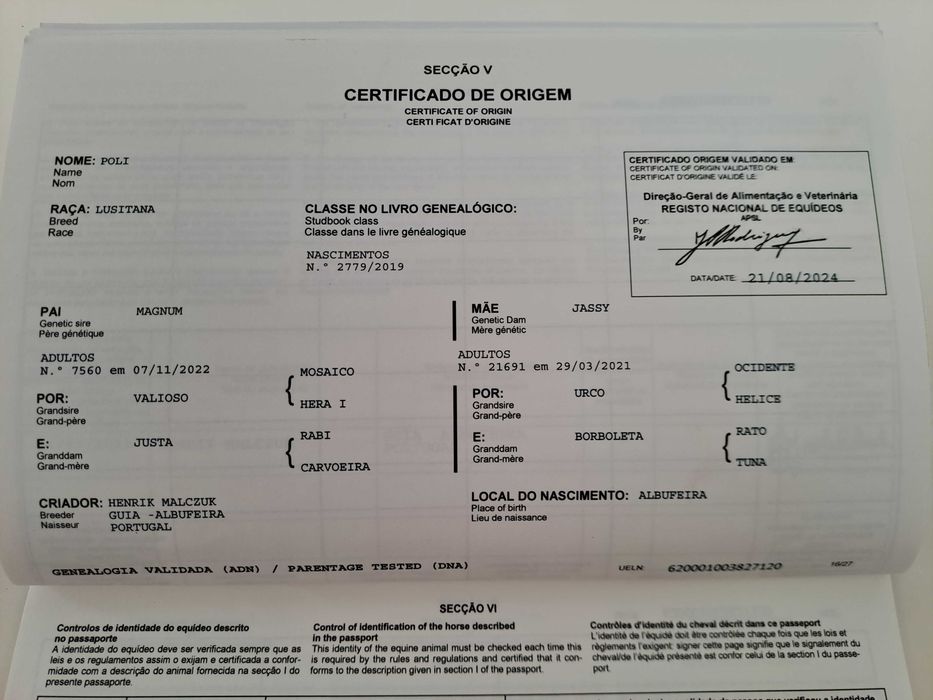 SECÇÃO V
CERTIFICADO DE ORIGEM
CERTIFICATE OF ORIGIN
CERTI FICAT D'ORIGINE
NOME: POLI
Name
Nom
RAÇA: LUSITANA
Breed
Race
CLASSE NO LIVRO GENEALÓGICO:
Studbook class
Classe dans le livre généalogique
NASCIMENTOS
N.º 2779/2019
CERTIFICADO ORIGEM VALIDADO EM:
CERTIFICATE OF ORIGIN VALIDATED ON:
CERTIFICAT D'ORIGINE VALIDÉ LE:
Direção-Geral de Alimentação e Veterinária
REGISTO NACIONAL DE EQUÍDEOS
APSL
Por:
By
Par
DATA/DATE: 21/08/2024
PAI MAGNUM
Genetic sire
Père génétique
ADULTOS
N.º 7560 em 07/11/2022
POR: VALIOSO
Grandsire
Grand-père
MOSAICO
HERA I
E: JUSTA
Granddam
Grand-mère
RABI
CARVOEIRA
MÃE JASSY
Genetic Dam
Mère génétic
ADULTOS
N.º 21691 em 29/03/2021
POR: URCO
Grandsire
Grand-père
OCIDENTE
HELICE
E: BORBOLETA
Granddam
Grand-mère
RATO
TUNA
CRIADOR: HENRIK MALCZUK
Breeder GUIA -ALBUFEIRA
Naisseur PORTUGAL
LOCAL DO NASCIMENTO: ALBUFEIRA
Place of birth
Lieu de naissance
GENEALOGIA VALIDADA (ADN) / PARENTAGE TESTED (DNA)
UELN: 620001003827120
16/27
SECÇÃO VI
Controlos de identidade do equídeo descrito
no passaporte
A identidade do equídeo deve ser verificada sempre que as
leis e os regulamentos assim o exijam e certificada a confor-
midade com a descrição do animal fornecida na secção I do
presente passaporte.
Control of identification of the horse described
in the passport
This identity of the equine animal must be checked each time this
is required by the rules and regulations and certified that it con-
forms to the description given in section I of the passport.
Contrôles d'identité du cheval décrit dans ce passeport
L'identité de l'équidé doit être contrôlée chaque fois que les lois et
règlements l'exigent: signer cette page signifie que le signalement du
cheval/de l'équidé présenté est confor celui de la section I du passe-
port.